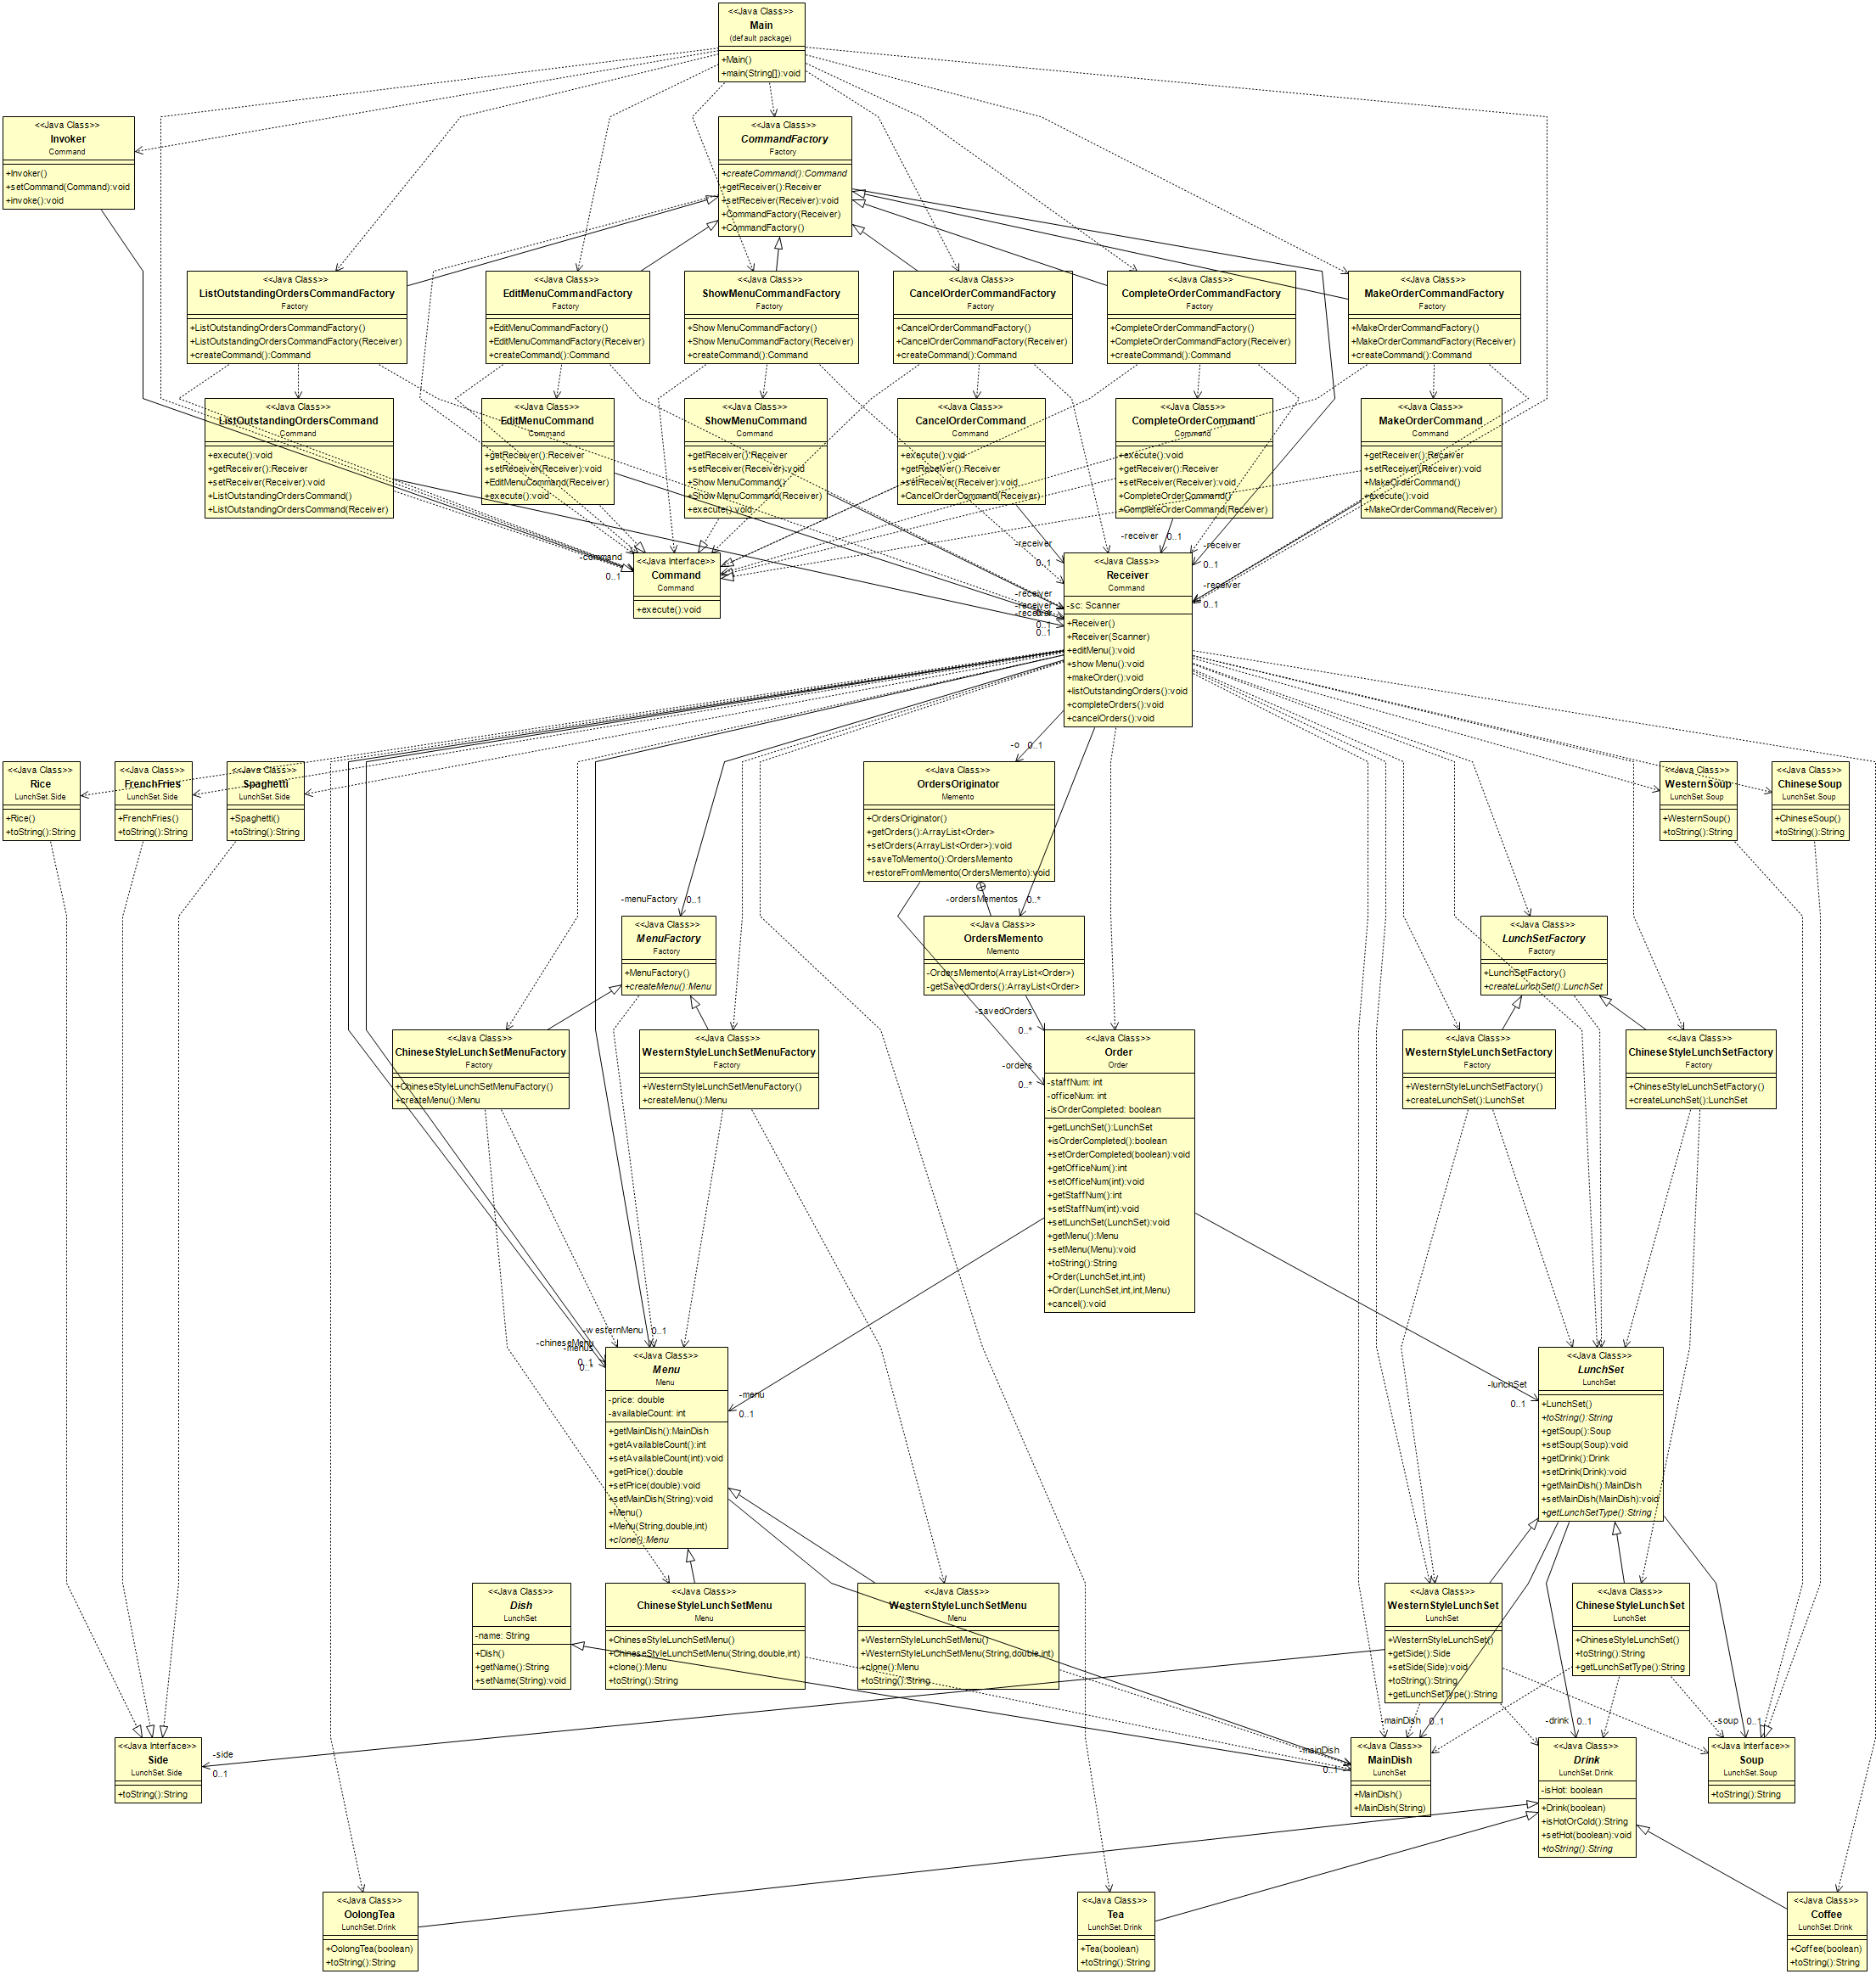 <<Java Class>>
Main
(default package)
+Main()
+main(String[]):void
<<Java Class>>
Invoker
Command
+Invoker()
+setCommand(Command):void
+invoke():void
<<Java Class>>
CommandFactory
Factory
+createCommand():Command
+getReceiver():Receiver
+setReceiver(Receiver):void
+CommandFactory(Receiver)
+CommandFactory()
<<Java Class>>
ListOutstandingOrdersCommandFactory
Factory
+ListOutstandingOrdersCommandFactory()
+ListOutstandingOrdersCommandFactory(Receiver)
+createCommand():Command
<<Java Class>>
EditMenuCommandFactory
Factory
+EditMenuCommandFactory()
+EditMenuCommandFactory(Receiver)
+createCommand():Command
<<Java Class>>
ShowMenuCommandFactory
Factory
+ShowMenuCommandFactory()
+ShowMenuCommandFactory(Receiver)
+createCommand():Command
<<Java Class>>
CancelOrderCommandFactory
Factory
+CancelOrderCommandFactory()
+CancelOrderCommandFactory(Receiver)
+createCommand():Command
<<Java Class>>
CompleteOrderCommandFactory
Factory
+CompleteOrderCommandFactory()
+CompleteOrderCommandFactory(Receiver)
+createCommand():Command
<<Java Class>>
MakeOrderCommandFactory
Factory
+MakeOrderCommandFactory()
+MakeOrderCommandFactory(Receiver)
+createCommand():Command
<<Java Class>>
ListOutstandingOrdersCommand
Command
+execute():void
+getReceiver():Receiver
+setReceiver(Receiver):void
+ListOutstandingOrdersCommand()
+ListOutstandingOrdersCommand(Receiver)
<<Java Class>>
EditMenuCommand
Command
+getReceiver():Receiver
+setReceiver(Receiver):void
+EditMenuCommand(Receiver)
+execute():void
<<Java Class>>
ShowMenuCommand
Command
+getReceiver():Receiver
+setReceiver(Receiver):void
+ShowMenuCommand()
+ShowMenuCommand(Receiver)
+execute():void
<<Java Class>>
CancelOrderCommand
Command
+execute():void
+getReceiver():Receiver
+setReceiver(Receiver):void
+CancelOrderCommand(Receiver)
<<Java Class>>
CompleteOrderCommand
Command
+execute():void
+getReceiver():Receiver
+setReceiver(Receiver):void
+CompleteOrderCommand()
+CompleteOrderCommand(Receiver)
<<Java Class>>
MakeOrderCommand
Command
+getReceiver():Receiver
+setReceiver(Receiver):void
+MakeOrderCommand()
+execute():void
+MakeOrderCommand(Receiver)
-command
0..1
<<Java Interface>>
Command
Command
+execute():void
-receiver
0..1
-receiver 0..1
-receiver
0..1
-receiver
0..1
-receiver
-receiver
-receiver
0..1
0..1
<<Java Class>>
Receiver
Command
-sc: Scanner
+Receiver()
+Receiver(Scanner)
+editMenu():void
+showMenu():void
+makeOrder():void
+listOutstandingOrders():void
+completeOrders():void
+cancelOrders():void
-o 0..1
<<Java Class>>
Rice
LunchSet.Side
+Rice()
+toString():String
<<Java Class>>
FrenchFries
LunchSet.Side
+FrenchFries()
+toString():String
<<Java Class>>
Spaghetti
LunchSet.Side
+Spaghetti()
+toString():String
<<Java Class>>
OrdersOriginator
Memento
+OrdersOriginator()
+getOrders():ArrayList<Order>
+setOrders(ArrayList<Order>):void
+saveToMemento():OrdersMemento
+restoreFromMemento(OrdersMemento):void
<<Java Class>>
WesternSoup
LunchSet.Soup
+WesternSoup()
+toString():String
<<Java Class>>
ChineseSoup
LunchSet.Soup
+ChineseSoup()
+toString():String
-menuFactory 0..1
-ordersMementos 0..*
<<Java Class>>
MenuFactory
Factory
+MenuFactory()
+createMenu():Menu
<<Java Class>>
OrdersMemento
Memento
-OrdersMemento(ArrayList<Order>)
-getSavedOrders():ArrayList<Order>
<<Java Class>>
LunchSetFactory
Factory
+LunchSetFactory()
+createLunchSet():LunchSet
-savedOrders
0..*
-orders
0..*
<<Java Class>>
ChineseStyleLunchSetMenuFactory
Factory
+ChineseStyleLunchSetMenuFactory()
+createMenu():Menu
<<Java Class>>
WesternStyleLunchSetMenuFactory
Factory
+WesternStyleLunchSetMenuFactory()
+createMenu():Menu
<<Java Class>>
Order
Order
-staffNum: int
-officeNum: int
-isOrderCompleted: boolean
+getLunchSet():LunchSet
+isOrderCompleted():boolean
+setOrderCompleted(boolean):void
+getOfficeNum():int
+setOfficeNum(int):void
+getStaffNum():int
+setStaffNum(int):void
+setLunchSet(LunchSet):void
+getMenu():Menu
+setMenu(Menu):void
+toString():String
+Order(LunchSet,int,int)
+Order(LunchSet,int,int,Menu)
+cancel():void
<<Java Class>>
WesternStyleLunchSetFactory
Factory
+WesternStyleLunchSetFactory()
+createLunchSet():LunchSet
<<Java Class>>
ChineseStyleLunchSetFactory
Factory
+ChineseStyleLunchSetFactory()
+createLunchSet():LunchSet
-westernMenu 0..1
-chineseMenu
-menus
0..1
0..*
<<Java Class>>
Menu
Menu
-price: double
-availableCount: int
+getMainDish():MainDish
+getAvailableCount():int
+setAvailableCount(int):void
+getPrice():double
+setPrice(double):void
+setMainDish(String):void
+Menu()
+Menu(String,double,int)
+clone():Menu
-menu
0..1
-lunchSet
0..1
<<Java Class>>
LunchSet
LunchSet
+LunchSet()
+toString():String
+getSoup():Soup
+setSoup(Soup):void
+getDrink():Drink
+setDrink(Drink):void
+getMainDish():MainDish
+setMainDish(MainDish):void
+getLunchSetType():String
<<Java Class>>
Dish
LunchSet
-name: String
+Dish()
+getName():String
+setName(String):void
<<Java Class>>
ChineseStyleLunchSetMenu
Menu
+ChineseStyleLunchSetMenu()
+ChineseStyleLunchSetMenu(String,double,int)
+clone():Menu
+toString():String
<<Java Class>>
WesternStyleLunchSetMenu
Menu
+WesternStyleLunchSetMenu()
+WesternStyleLunchSetMenu(String,double,int)
+clone():Menu
+toString():String
<<Java Class>>
WesternStyleLunchSet
LunchSet
+WesternStyleLunchSet()
+getSide():Side
+setSide(Side):void
+toString():String
+getLunchSetType():String
<<Java Class>>
ChineseStyleLunchSet
LunchSet
+ChineseStyleLunchSet()
+toString():String
+getLunchSetType():String
-mainDish 0..1
-drink 0..1
-soup 0..1
<<Java Interface>>
Side
LunchSet.Side
+toString():String
-side
0..1
-mainDish
0..1
<<Java Class>>
MainDish
LunchSet
+MainDish()
+MainDish(String)
<<Java Class>>
Drink
LunchSet.Drink
-isHot: boolean
+Drink(boolean)
+isHotOrCold():String
+setHot(boolean):void
+toString():String
<<Java Interface>>
Soup
LunchSet.Soup
+toString():String
<<Java Class>>
OolongTea
LunchSet.Drink
+OolongTea(boolean)
+toString():String
<<Java Class>>
Tea
LunchSet.Drink
+Tea(boolean)
+toString():String
<<Java Class>>
Coffee
LunchSet.Drink
+Coffee(boolean)
+toString():String